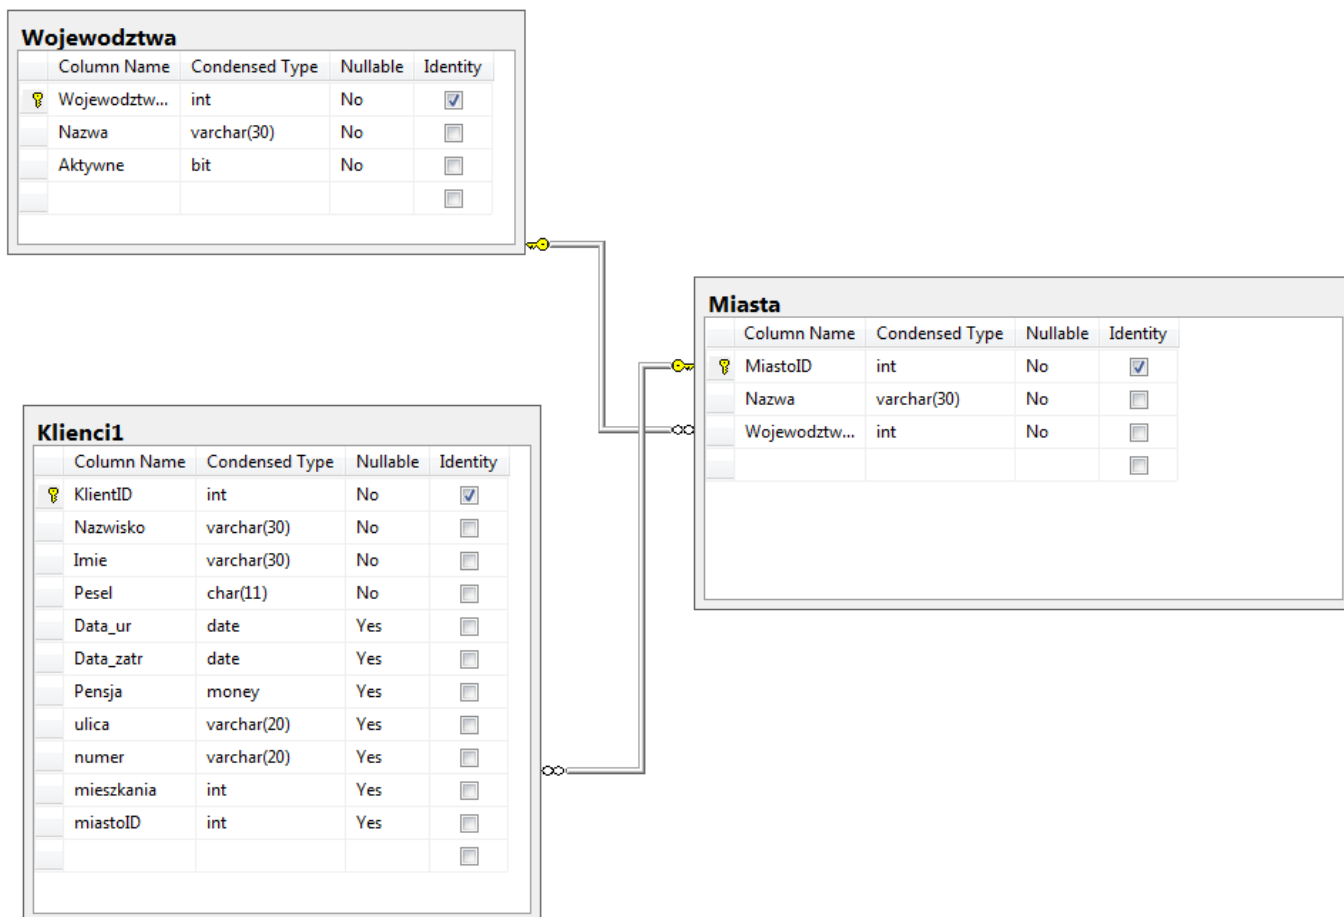 Wojewodztwa
Column Name Condensed Type Nullable Identity
Wojewodztw... int No
Nazwa varchar(30) No
Aktywne bit No
Miasta
Column Name Condensed Type Nullable Identity
MiastoID int No
Nazwa varchar(30) No
Wojewodztw... int No
Klienci1
Column Name Condensed Type Nullable Identity
KlientID int No
Nazwisko varchar(30) No
Imie varchar(30) No
Pesel char(11) No
Data_ur date Yes
Data_zatr date Yes
Pensja money Yes
ulica varchar(20) Yes
numer varchar(20) Yes
mieszkania int Yes
miastoID int Yes